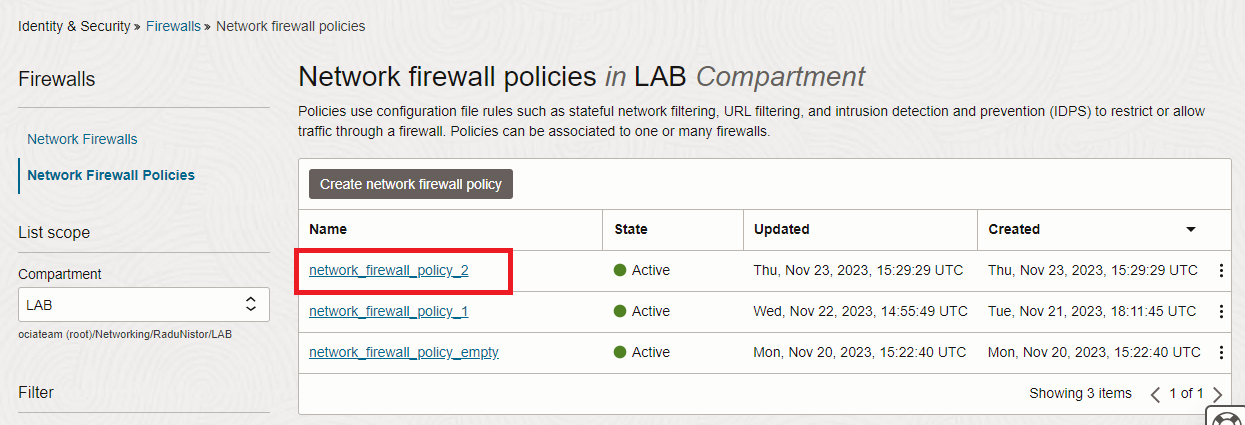 Identity & Security » Firewalls » Network firewall policies
Firewalls
Network Firewalls
Network Firewall Policies
List scope
Compartment
LAB
ociateam (root)/Networking/RaduNistor/LAB
Filter
Network firewall policies in LAB Compartment
Policies use configuration file rules such as stateful network filtering, URL filtering, and intrusion detection and prevention (IDPS) to restrict or allow
traffic through a firewall. Policies can be associated to one or many firewalls.
Create network firewall policy
Name State Updated Created
network_firewall_policy_2 Active Thu, Nov 23, 2023, 15:29:29 UTC Thu, Nov 23, 2023, 15:29:29 UTC
network_firewall_policy_1 Active Wed, Nov 22, 2023, 14:55:49 UTC Tue, Nov 21, 2023, 18:11:45 UTC
network_firewall_policy_empty Active Mon, Nov 20, 2023, 15:22:40 UTC Mon, Nov 20, 2023, 15:22:40 UTC
Showing 3 items 1 of 1